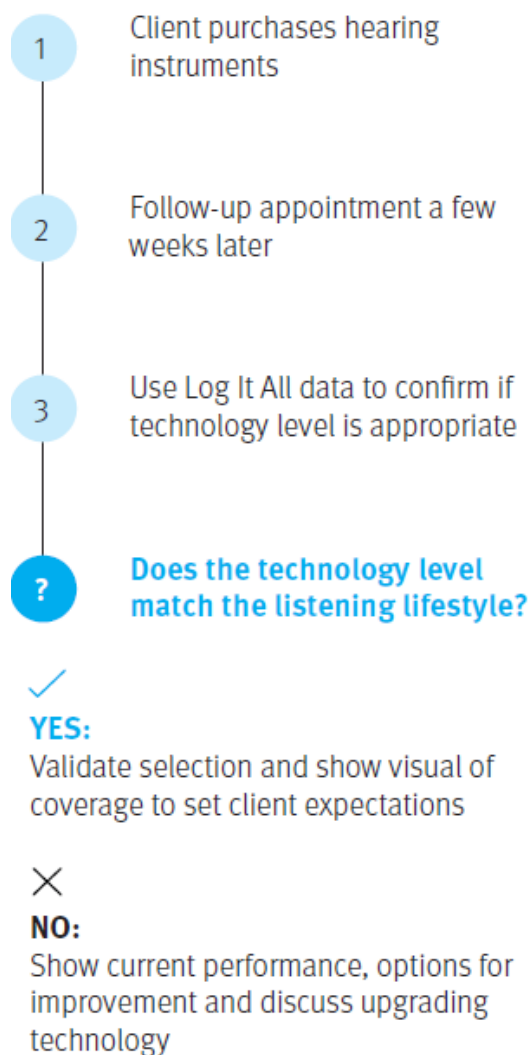 1
Client purchases hearing
instruments
2
Follow-up appointment a few
weeks later
3
Use Log It All data to confirm if
technology level is appropriate
?
Does the technology level
match the listening lifestyle?
YES:
Validate selection and show visual of
coverage to set client expectations
NO:
Show current performance, options for
improvement and discuss upgrading
technology